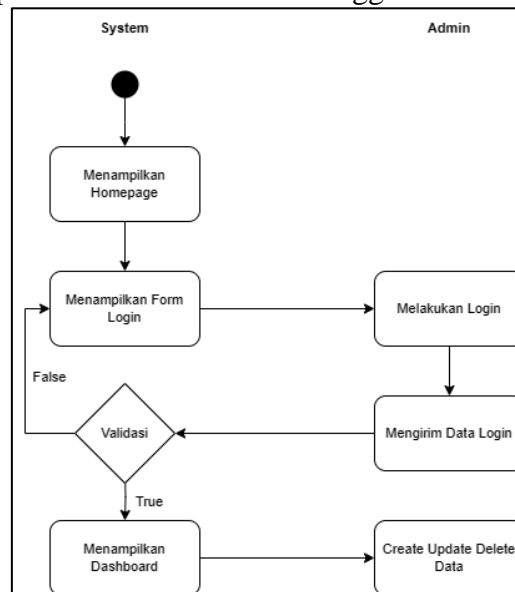 System Admin
Menampilkan
Homepage
Menampilkan Form
Login
Melakukan Login
False
Validasi
Mengirim Data Login
True
Menampilkan
Dashboard
Create Update Delete
Data